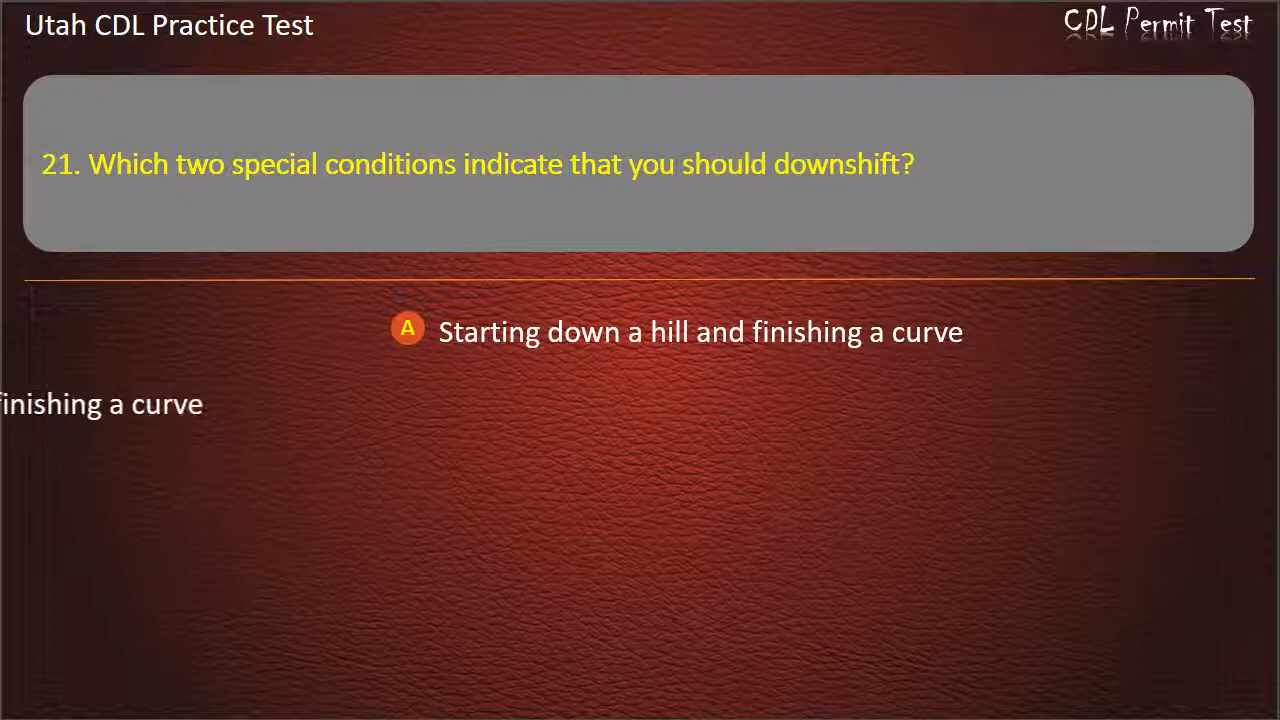 Utah CDL Practice Test
CDL Permit Test
21. Which two special conditions indicate that you should downshift?
A Starting down a hill and finishing a curve
finishing a curve